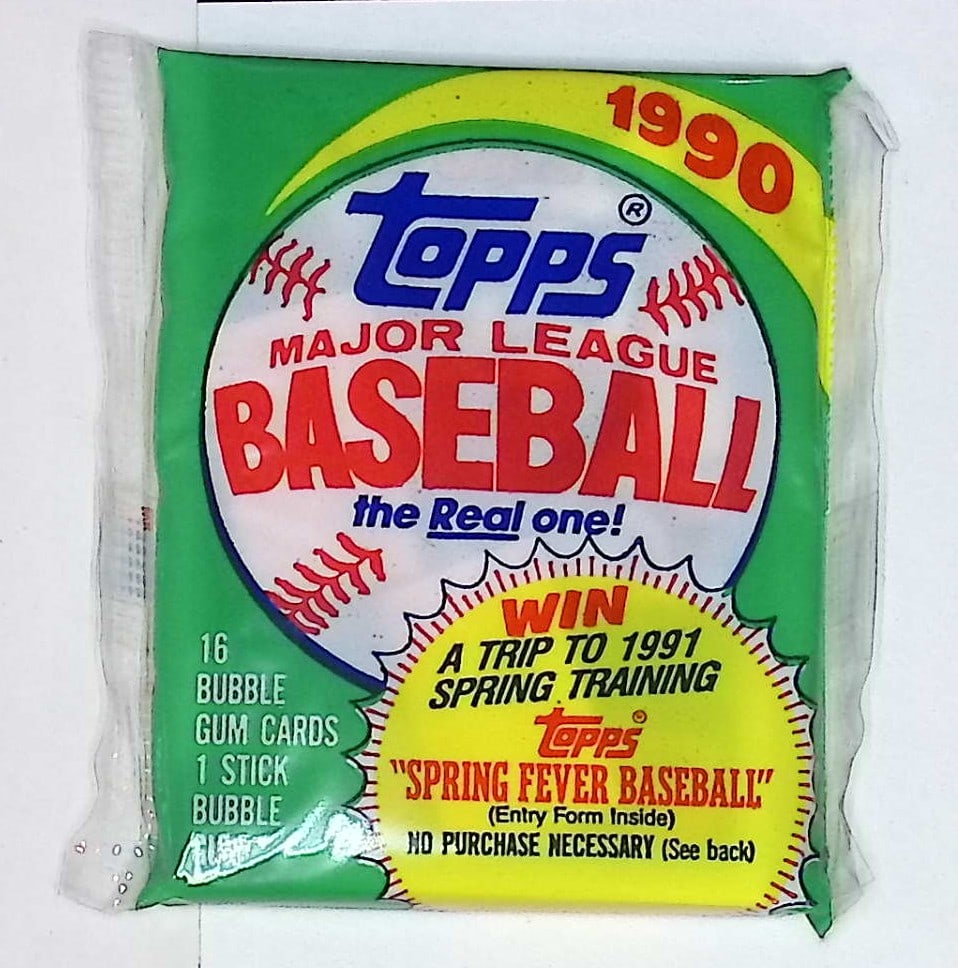 1990
Topps ®
MAJOR LEAGUE
BASEBALL
the Real one!
WIN
A TRIP TO 1991
SPRING TRAINING
Topps ®
"SPRING FEVER BASEBALL"
(Entry Form Inside)
NO PURCHASE NECESSARY (See back)
16
BUBBLE
GUM CARDS
1 STICK
BUBBLE